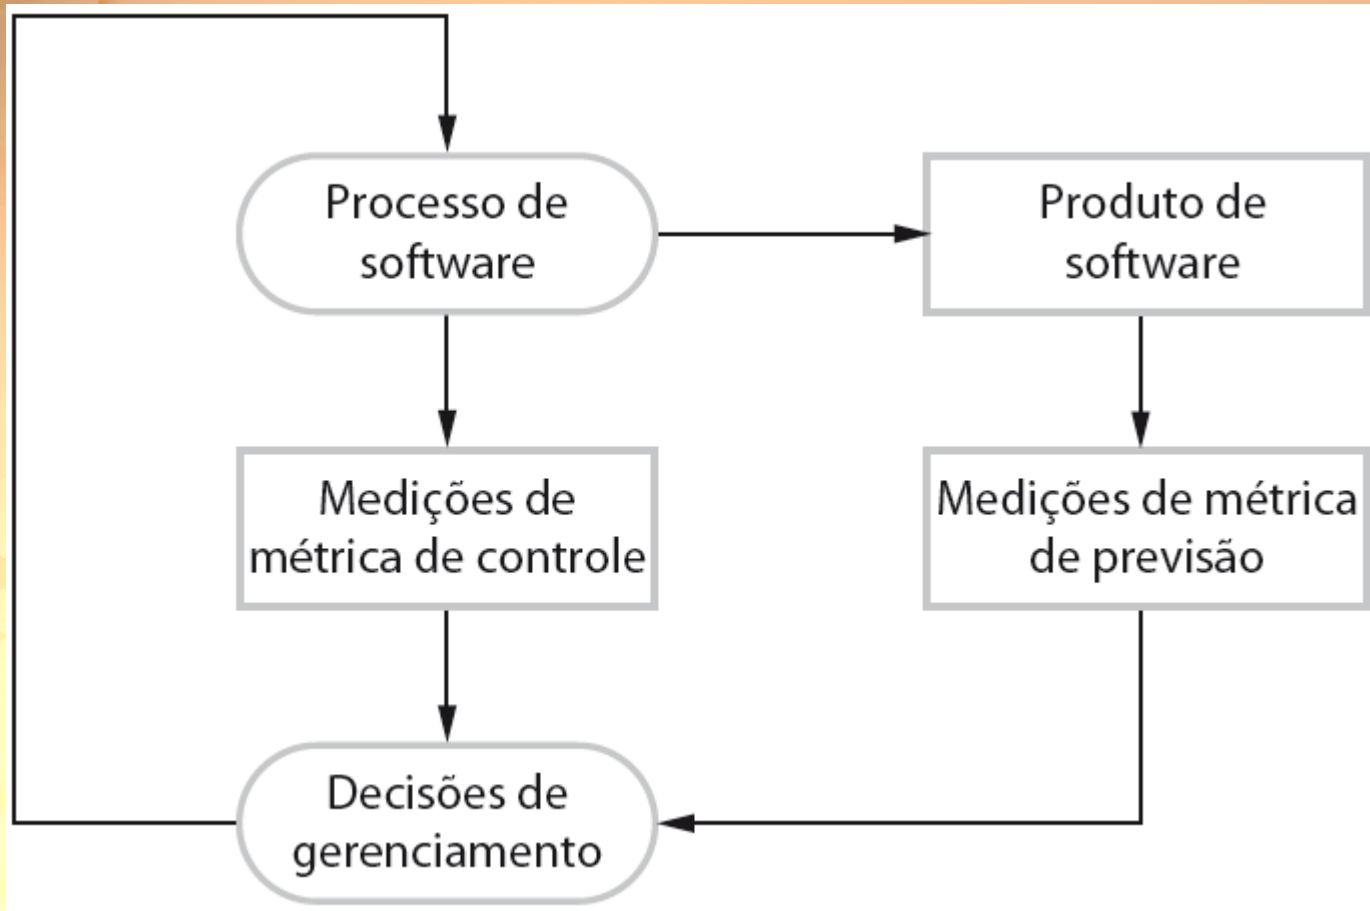 Processo de
software
Produto de
software
Medições de
métrica de controle
Medições de métrica
de previsão
Decisões de
gerenciamento